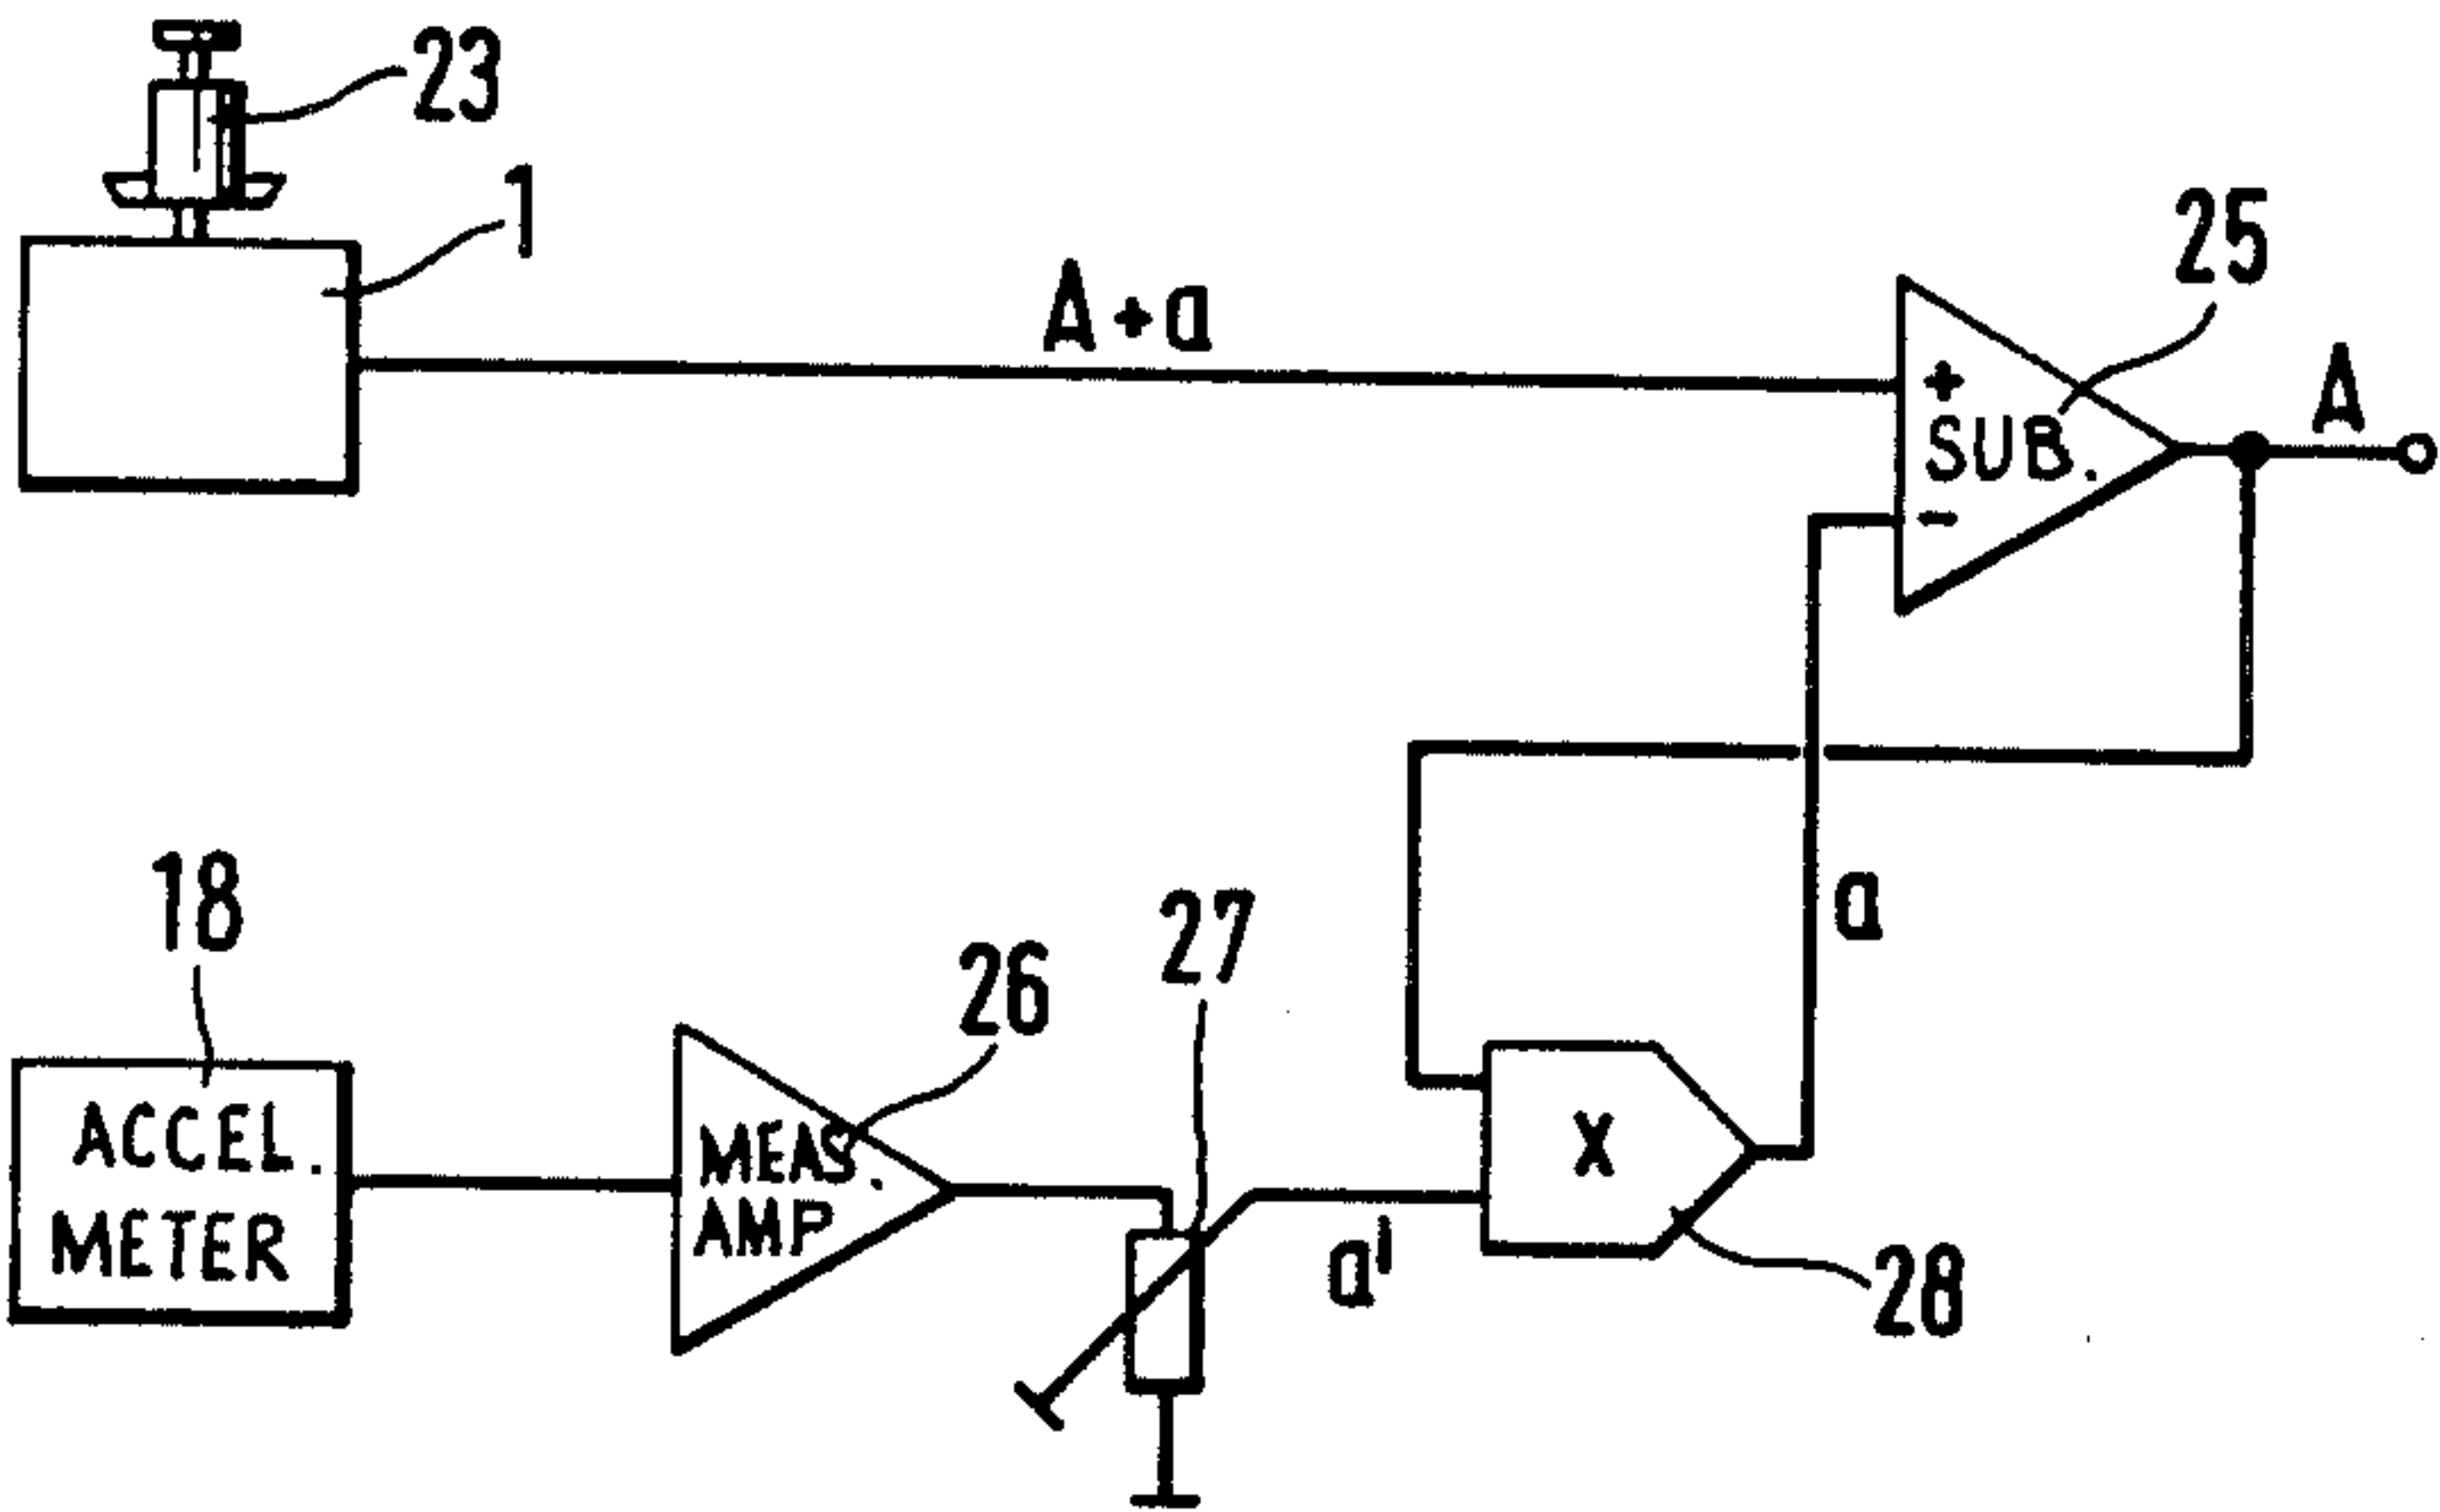 23
1
25
A+a
A
+
SUB.
-
18
27
a
26
ACCEL.
METER
MEAS.
AMP
X
a'
28